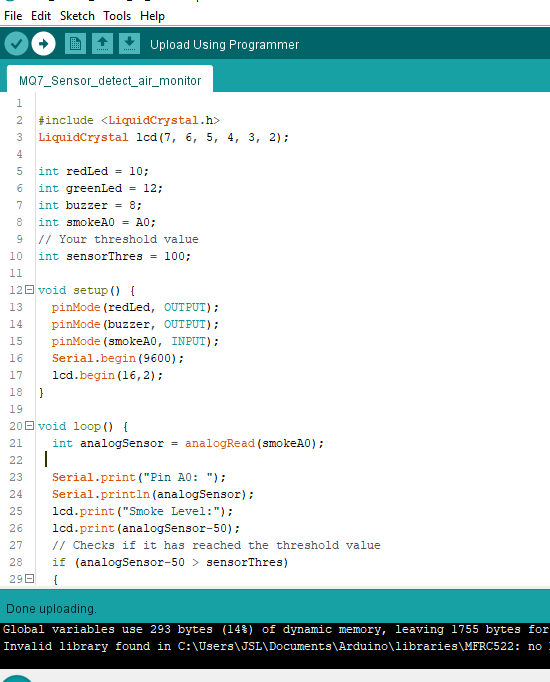 File Edit Sketch Tools Help
Upload Using Programmer
MQ7_Sensor_detect_air_monitor
1
2 #include <LiquidCrystal.h>
3 LiquidCrystal lcd(7, 6, 5, 4, 3, 2);
4
5 int redLed = 10;
6 int greenLed = 12;
7 int buzzer = 8;
8 int smokeA0 = A0;
9 // Your threshold value
10 int sensorThres = 100;
11
12 void setup() {
13 pinMode(redLed, OUTPUT);
14 pinMode(buzzer, OUTPUT);
15 pinMode(smokeA0, INPUT);
16 Serial.begin(9600);
17 lcd.begin(16,2);
18 }
19
20 void loop() {
21 int analogSensor = analogRead(smokeA0);
22
23 Serial.print("Pin A0: ");
24 Serial.println(analogSensor);
25 lcd.print("Smoke Level:");
26 lcd.print(analogSensor-50);
27 // Checks if it has reached the threshold value
28 if (analogSensor-50 > sensorThres)
29 {
Done uploading.
Global variables use 293 bytes (14%) of dynamic memory, leaving 1755 bytes for
Invalid library found in C:\Users\JSL\Documents\Arduino\libraries\MFRC522: no